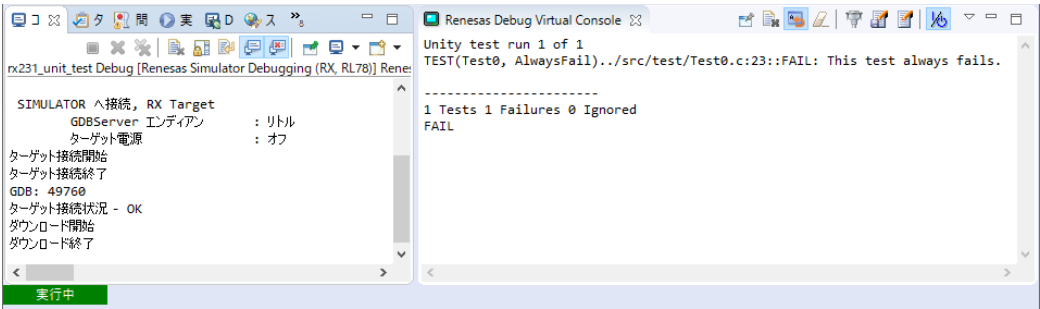 コ タ 問 実 D ス »8
rx231_unit_test Debug [Renesas Simulator Debugging (RX, RL78)] Renes
SIMULATOR へ接続, RX Target
GDBServer エンディアン : リトル
ターゲット電源 : オフ
ターゲット接続開始
ターゲット接続終了
GDB: 49760
ターゲット接続状況 - OK
ダウンロード開始
ダウンロード終了
実行中
Renesas Debug Virtual Console
Unity test run 1 of 1
TEST(Test0, AlwaysFail)../src/test/Test0.c:23::FAIL: This test always fails.
-----------------------
1 Tests 1 Failures 0 Ignored
FAIL